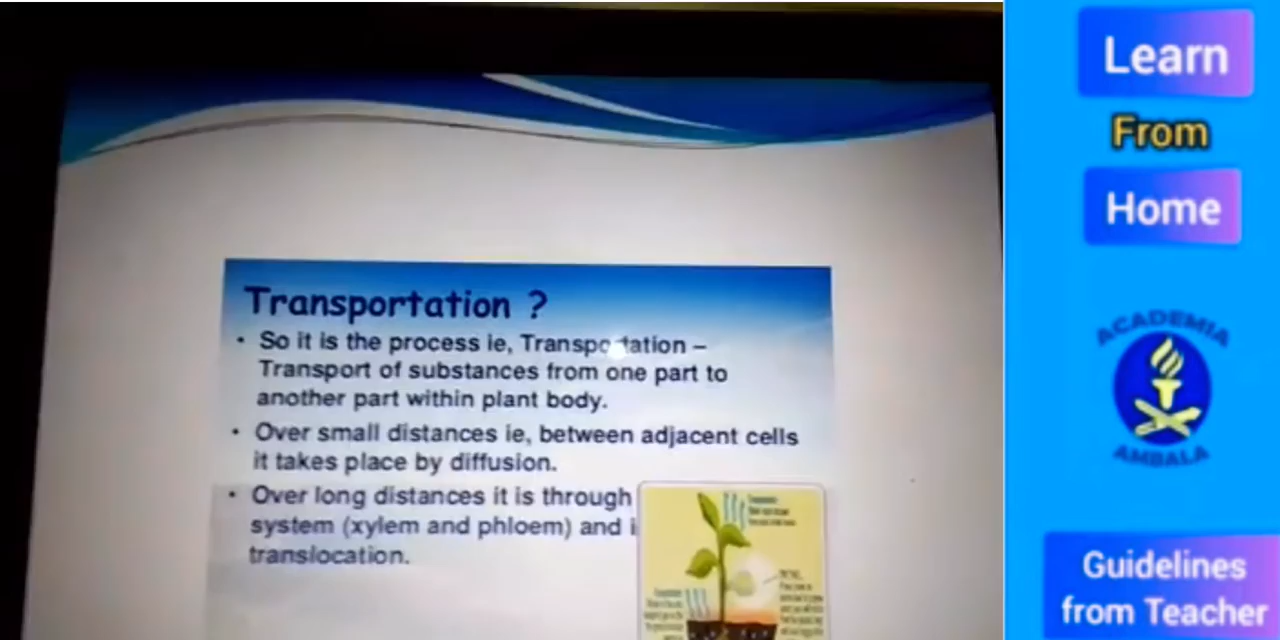 Transportation ?
• So it is the process ie, Transportation –
Transport of substances from one part to
another part within plant body.
• Over small distances ie, between adjacent cells
it takes place by diffusion.
• Over long distances it is through
system (xylem and phloem) and i
translocation.
Learn
From
Home
ACADEMIA
AMBALA
Guidelines
from Teacher